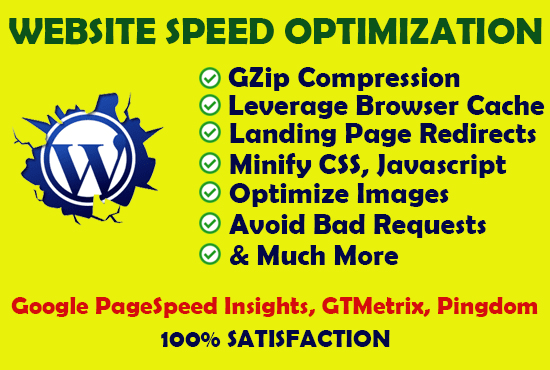 WEBSITE SPEED OPTIMIZATION
GZip Compression
Leverage Browser Cache
Landing Page Redirects
Minify CSS, Javascript
Optimize Images
Avoid Bad Requests
& Much More
W
Google PageSpeed Insights, GTMetrix, Pingdom
100% SATISFACTION